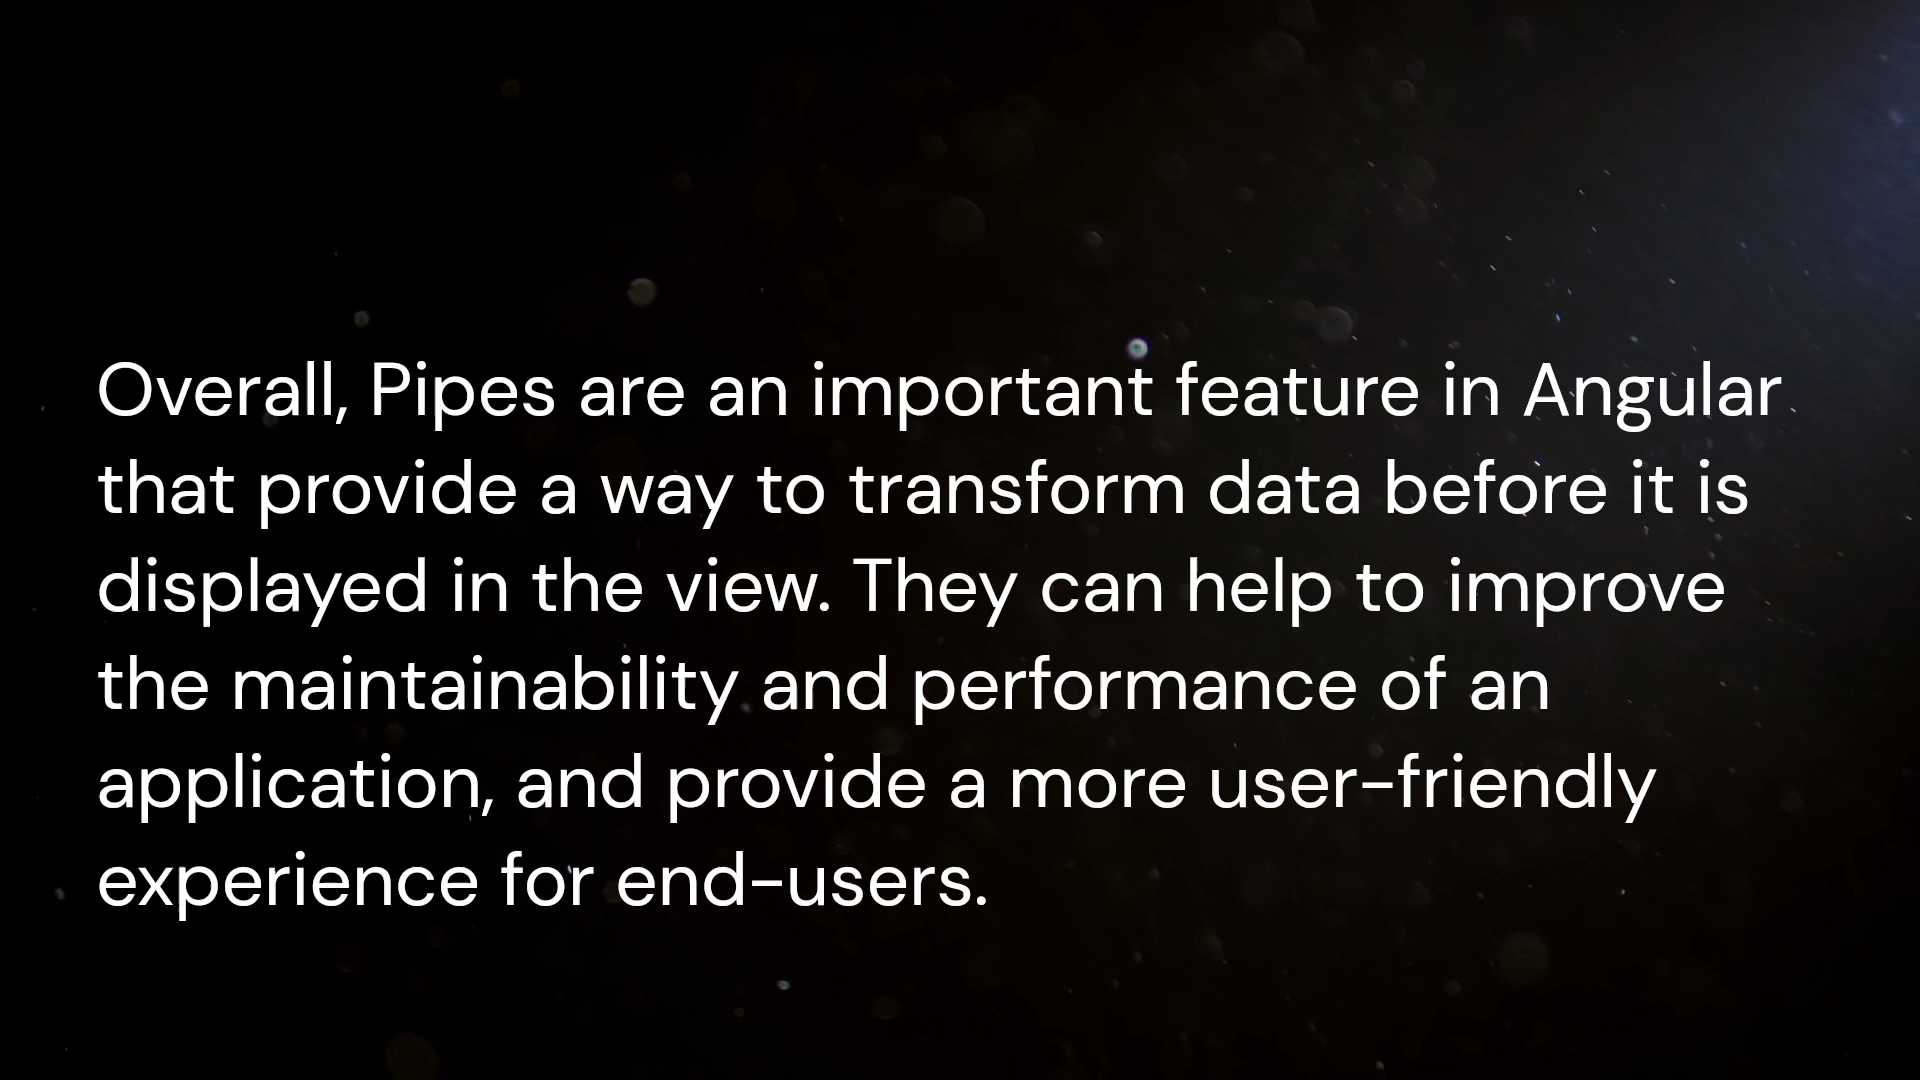 Overall, Pipes are an important feature in Angular
that provide a way to transform data before it is
displayed in the view. They can help to improve
the maintainability and performance of an
application, and provide a more user-friendly
experience for end-users.